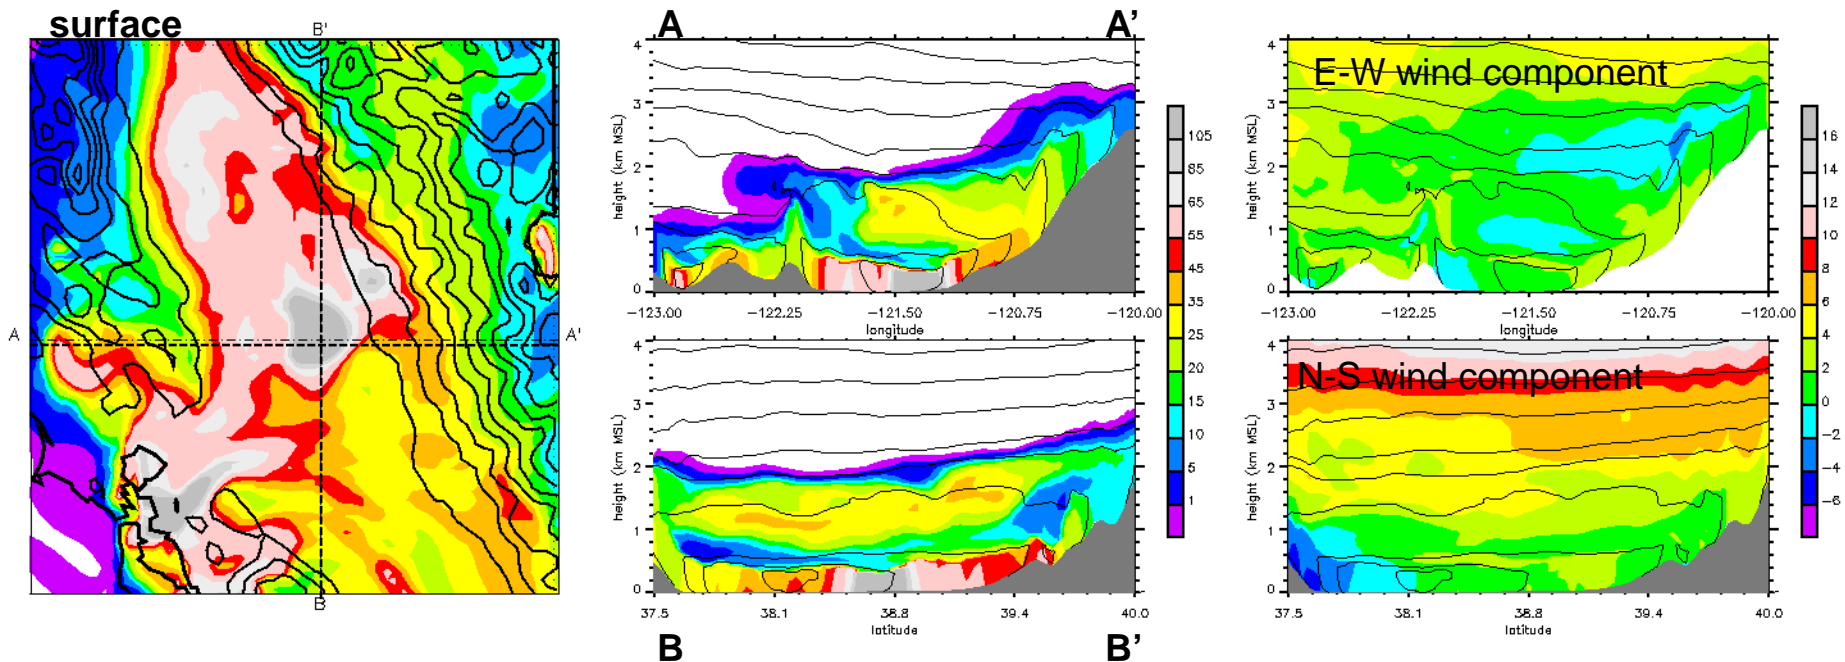 surface
B'
A
A'
B
A
A'
4
3
2
1
0
height (km MSL)
-123.00 -122.25 -121.50 -120.75 -120.00
longitude
4
3
2
1
0
height (km MSL)
37.5 38.1 38.8 39.4 40.0
latitude
B
B'
105
85
65
55
45
35
25
20
15
10
5
1
E-W wind component
4
3
2
1
0
height (km MSL)
-123.00 -122.25 -121.50 -120.75 -120.00
longitude
N-S wind component
4
3
2
1
0
height (km MSL)
37.5 38.1 38.8 39.4 40.0
latitude
16
14
12
10
8
6
4
2
0
-2
-4
-6